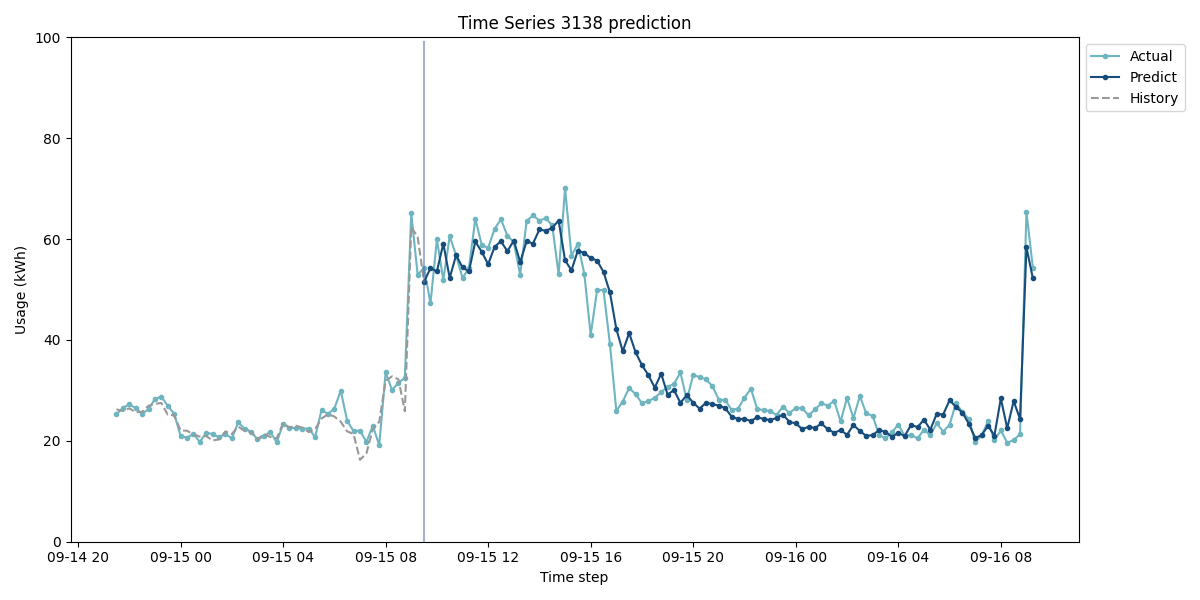 Time Series 3138 prediction
100
80
60
40
20
0
Usage (kWh)
09-14 20
09-15 00
09-15 04
09-15 08
09-15 12
09-15 16
09-15 20
09-16 00
09-16 04
09-16 08
Time step
Actual
Predict
History